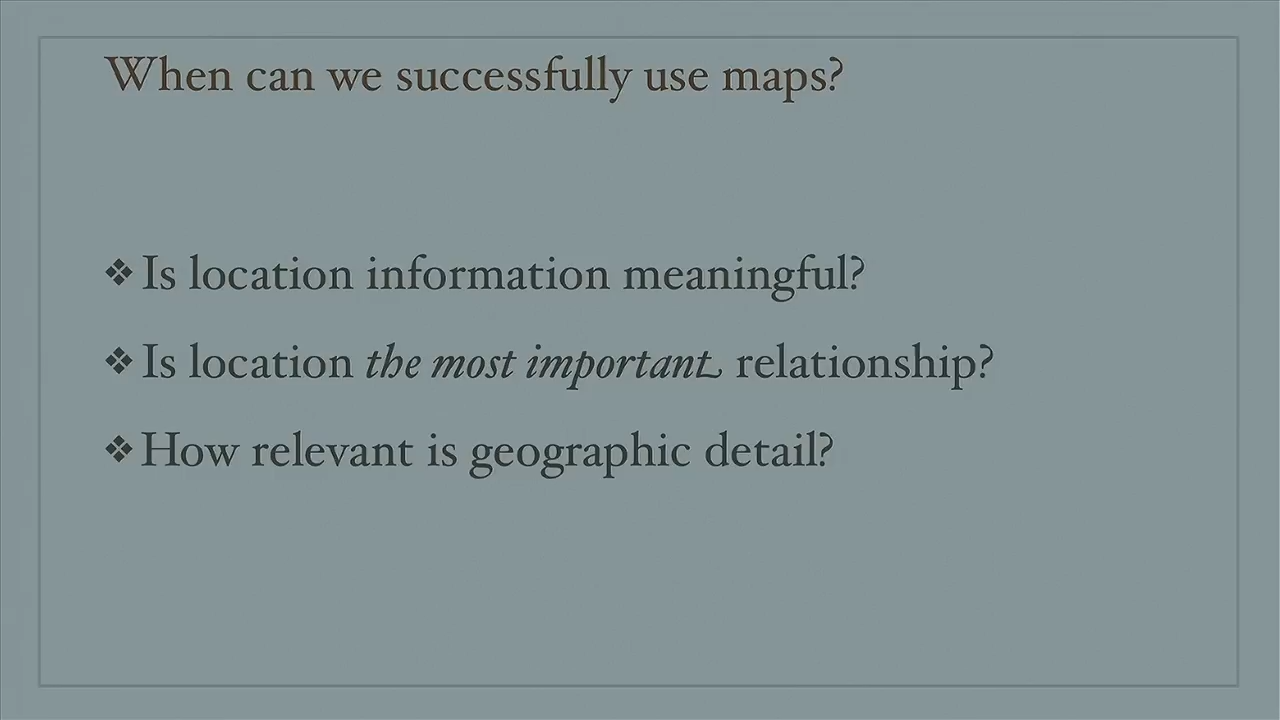 When can we successfully use maps?
❖ Is location information meaningful?
❖ Is location the most important relationship?
❖ How relevant is geographic detail?